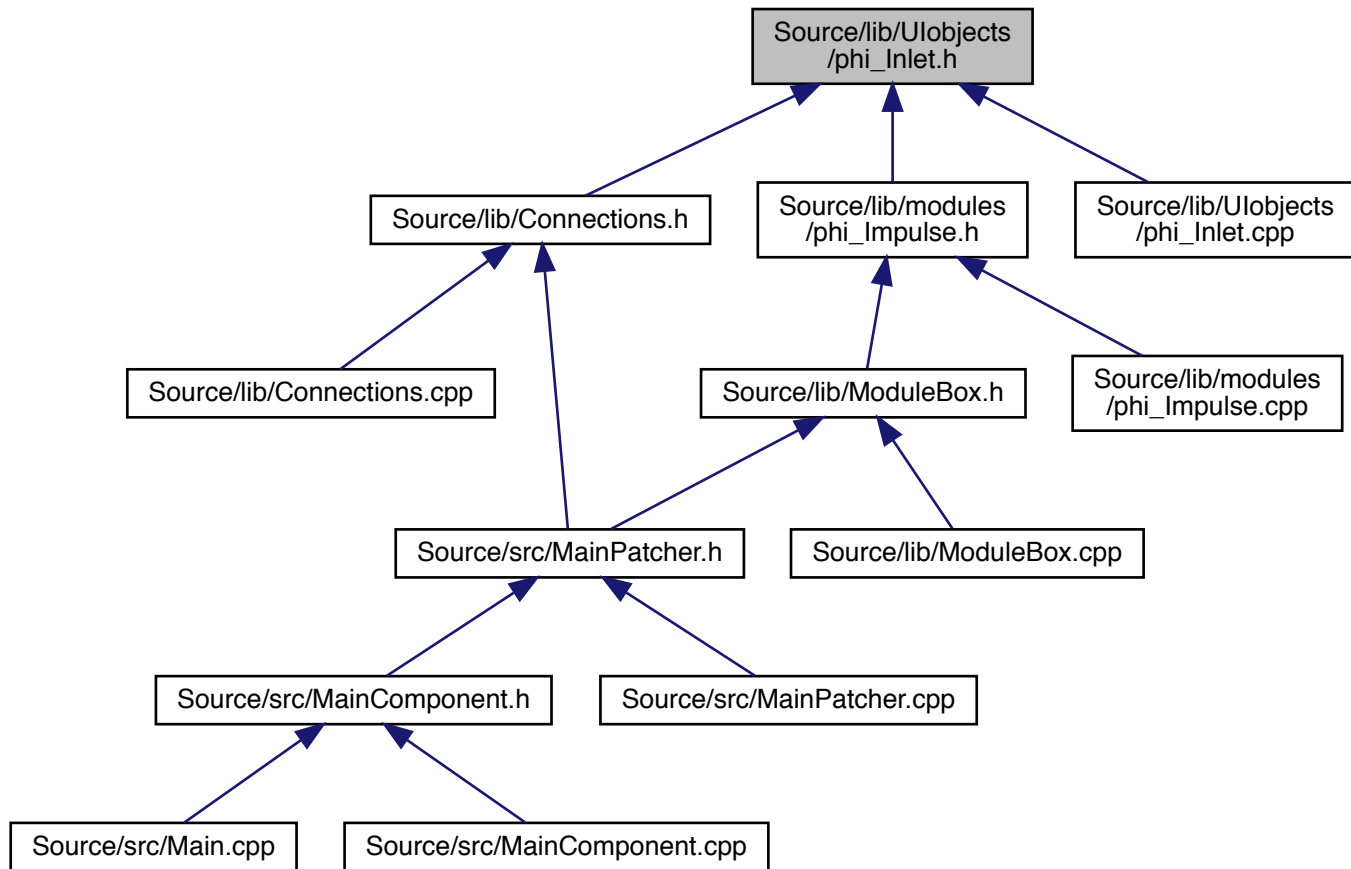 Source/lib/UIobjects
/phi_Inlet.h
Source/lib/Connections.h
Source/lib/modules
/phi_Impulse.h
Source/lib/UIobjects
/phi_Inlet.cpp
Source/lib/Connections.cpp
Source/lib/ModuleBox.h
Source/lib/modules
/phi_Impulse.cpp
Source/src/MainPatcher.h
Source/lib/ModuleBox.cpp
Source/src/MainComponent.h
Source/src/MainPatcher.cpp
Source/src/Main.cpp
Source/src/MainComponent.cpp